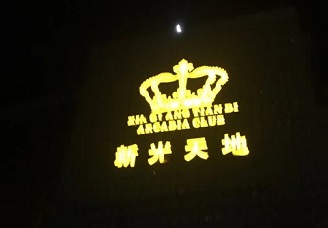 XIN GUANG TIAN DI
ARCADIA CLUB
新光天地